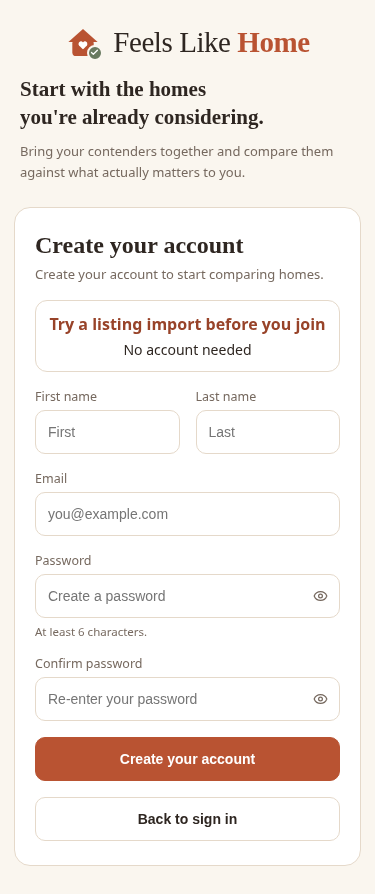 Feels Like Home
Start with the homes
you're already considering.
Bring your contenders together and compare them
against what actually matters to you.
Create your account
Create your account to start comparing homes.
Try a listing import before you join
No account needed
First name
Last name
First
Last
Email
you@example.com
Password
Create a password
At least 6 characters.
Confirm password
Re-enter your password
Create your account
Back to sign in